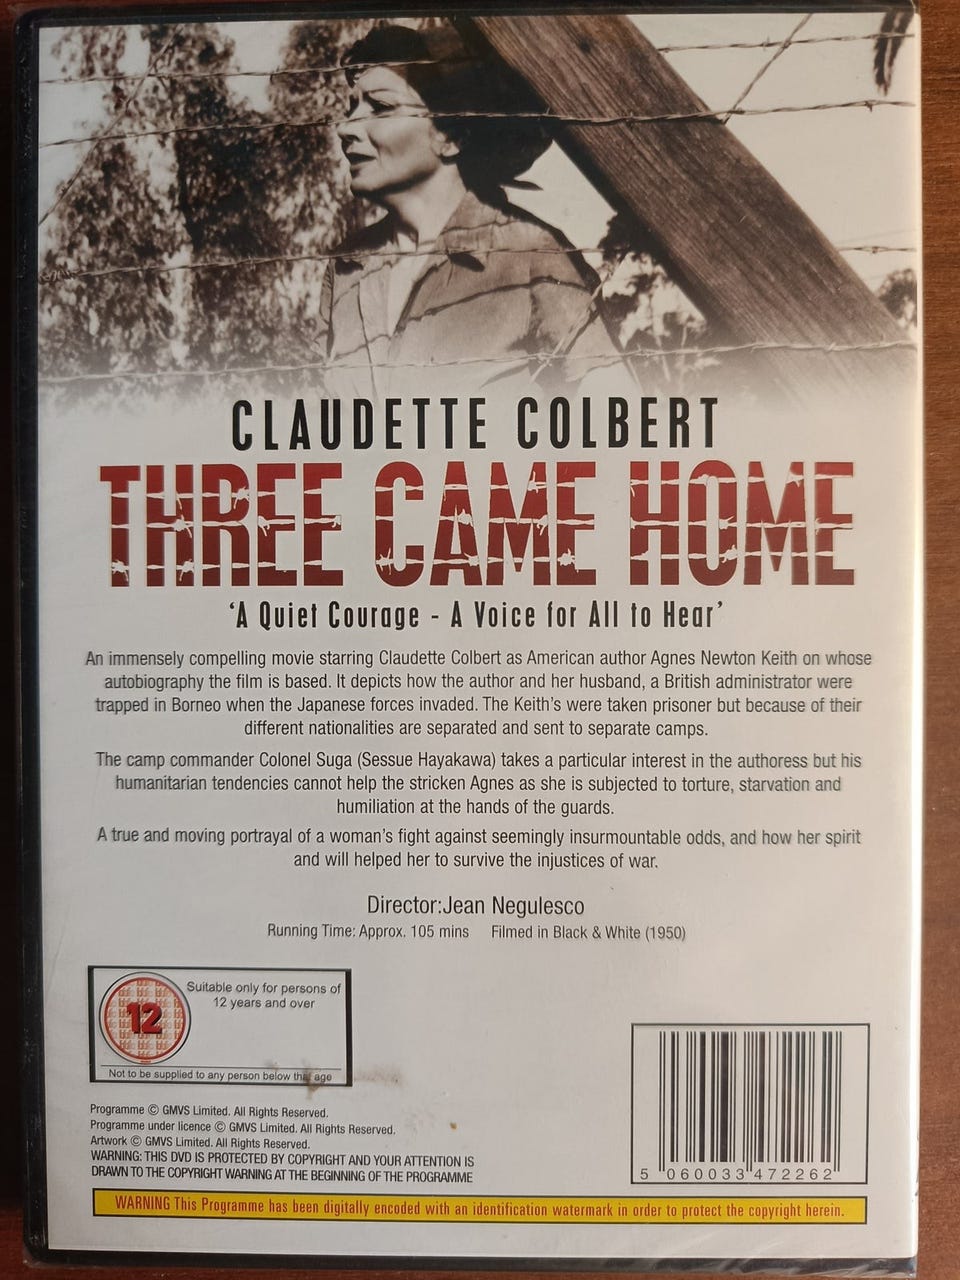 CLAUDETTE COLBERT
THREE CAME HOME
'A Quiet Courage - A Voice for All to Hear'
An immensely compelling movie starring Claudette Colbert as American author Agnes Newton Keith on whose
autobiography the film is based. It depicts how the author and her husband, a British administrator were
trapped in Borneo when the Japanese forces invaded. The Keith's were taken prisoner but because of their
different nationalities are separated and sent to separate camps.
The camp commander Colonel Suga (Sessue Hayakawa) takes a particular interest in the authoress but his
humanitarian tendencies cannot help the stricken Agnes as she is subjected to torture, starvation and
humiliation at the hands of the guards.
A true and moving portrayal of a woman's fight against seemingly insurmountable odds, and how her spirit
and will helped her to survive the injustices of war.
Director:Jean Negulesco
Running Time: Approx. 105 mins Filmed in Black & White (1950)
Suitable only for persons of
12 years and over
12
Not to be supplied to any person below that age
Programme © GMVS Limited. All Rights Reserved.
Programme under licence © GMVS Limited. All Rights Reserved.
Artwork © GMVS Limited. All Rights Reserved.
WARNING: THIS DVD IS PROTECTED BY COPYRIGHT AND YOUR ATTENTION IS
DRAWN TO THE COPYRIGHT WARNING AT THE BEGINNING OF THE PROGRAMME
5 060033 472262
WARNING This Programme has been digitally encoded with an identification watermark in order to protect the copyright herein.